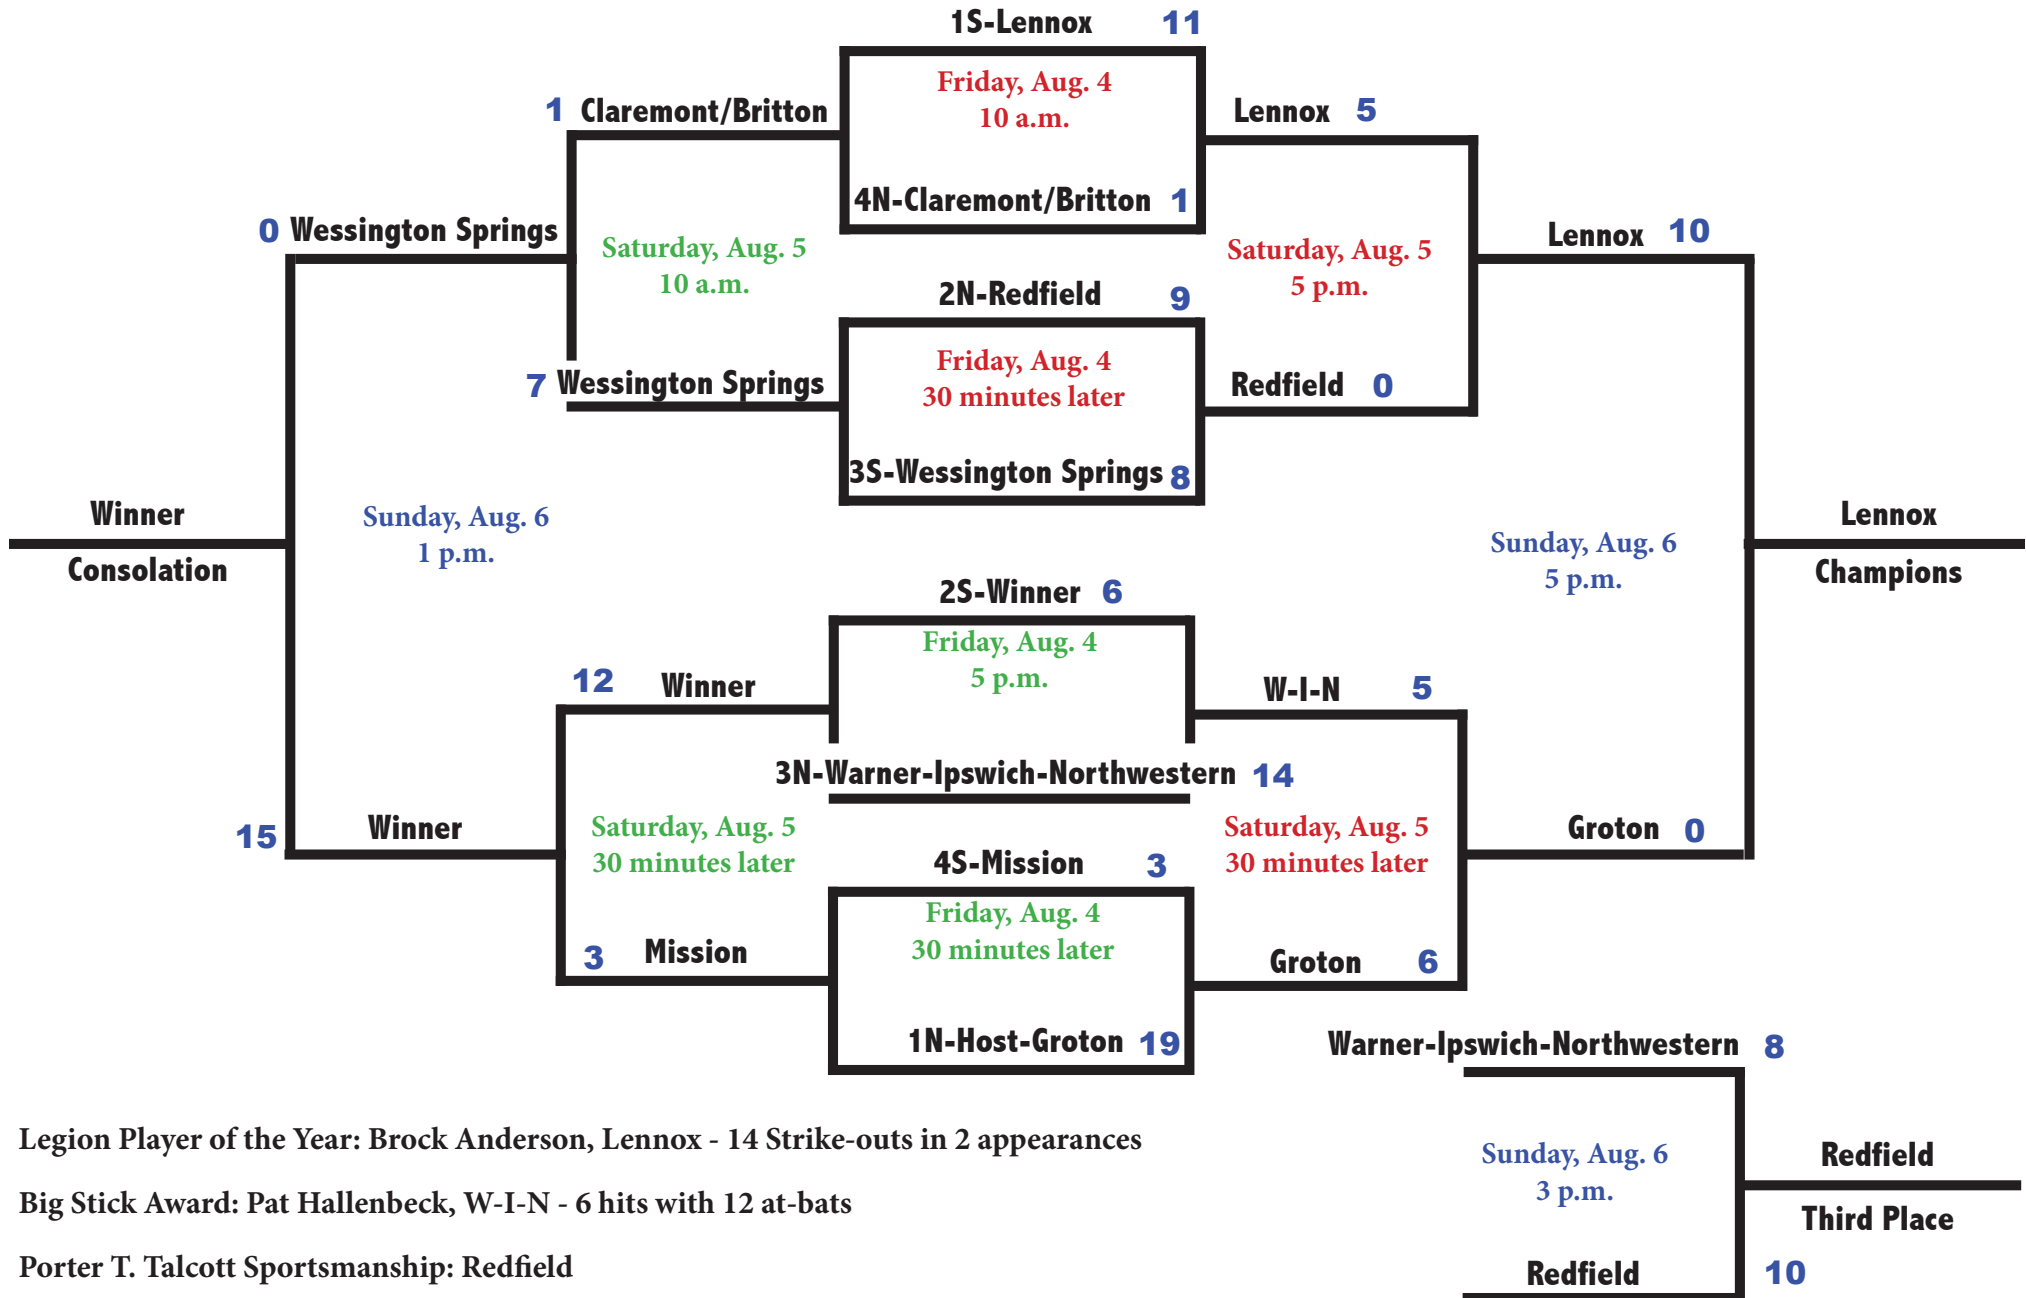 1S-Lennox 11
Friday, Aug. 4
10 a.m.
1 Claremont/Britton
Lennox 5
4N-Claremont/Britton 1
0 Wessington Springs
Lennox 10
Saturday, Aug. 5
10 a.m.
Saturday, Aug. 5
5 p.m.
2N-Redfield 9
Friday, Aug. 4
30 minutes later
7 Wessington Springs
Redfield 0
3S-Wessington Springs 8
Winner
Consolation
Sunday, Aug. 6
1 p.m.
Sunday, Aug. 6
5 p.m.
Lennox
Champions
2S-Winner 6
Friday, Aug. 4
5 p.m.
12 Winner
W-I-N 5
3N-Warner-Ipswich-Northwestern 14
15 Winner
Saturday, Aug. 5
30 minutes later
Saturday, Aug. 5
30 minutes later
Groton 0
4S-Mission 3
Friday, Aug. 4
30 minutes later
3 Mission
Groton 6
1N-Host-Groton 19
Warner-Ipswich-Northwestern 8
Sunday, Aug. 6
3 p.m.
Redfield
Third Place
Redfield 10
Legion Player of the Year: Brock Anderson, Lennox - 14 Strike-outs in 2 appearances
Big Stick Award: Pat Hallenbeck, W-I-N - 6 hits with 12 at-bats
Porter T. Talcott Sportsmanship: Redfield